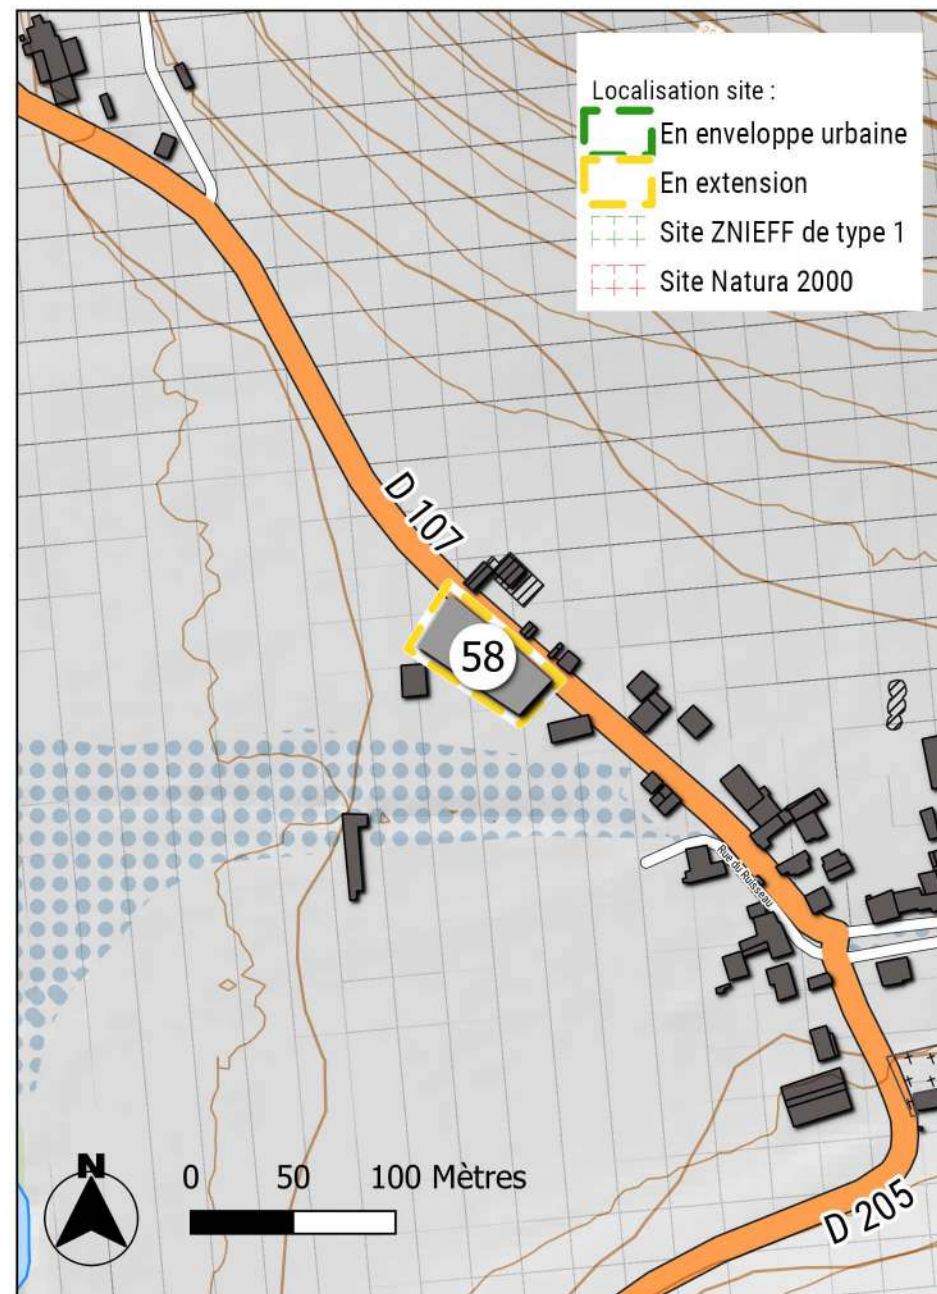 Localisation site :
En enveloppe urbaine
En extension
Site ZNIEFF de type 1
Site Natura 2000
D 107
58
Rue du Ruisseau
N
0 50 100 Mètres
D 205